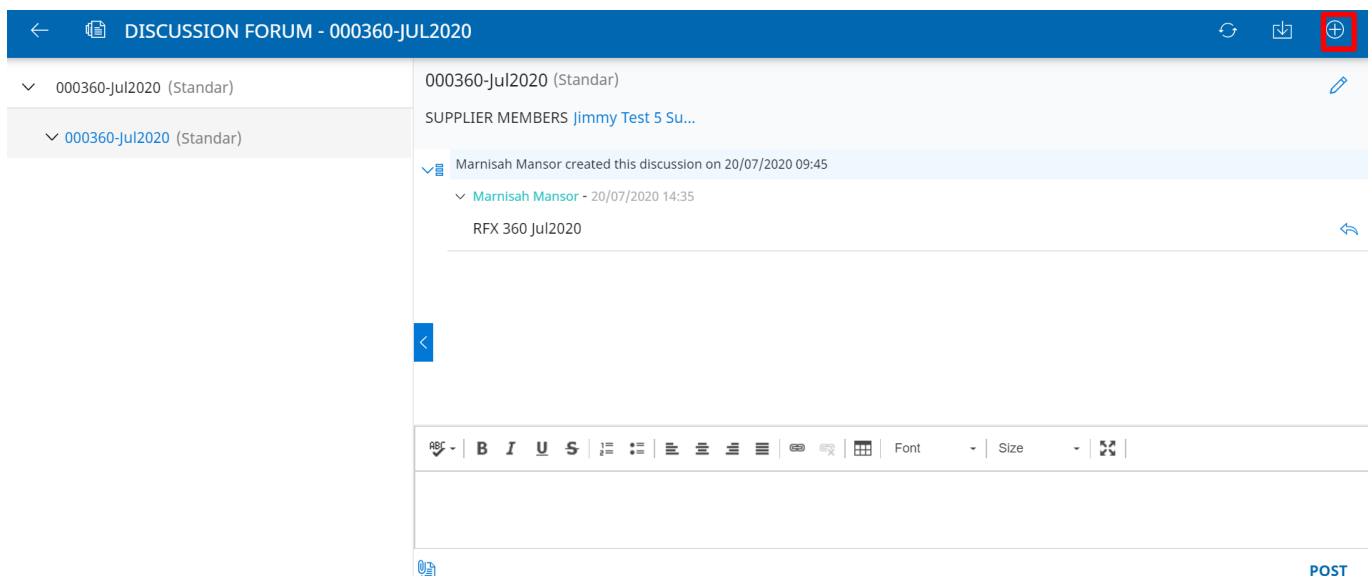 DISCUSSION FORUM - 000360-JUL2020
000360-Jul2020 (Standar)
000360-Jul2020 (Standar)
000360-Jul2020 (Standar)
SUPPLIER MEMBERS Jimmy Test 5 Su...
Marnisah Mansor created this discussion on 20/07/2020 09:45
Marnisah Mansor - 20/07/2020 14:35
RFX 360 Jul2020
ABC B I U S Font Size
POST